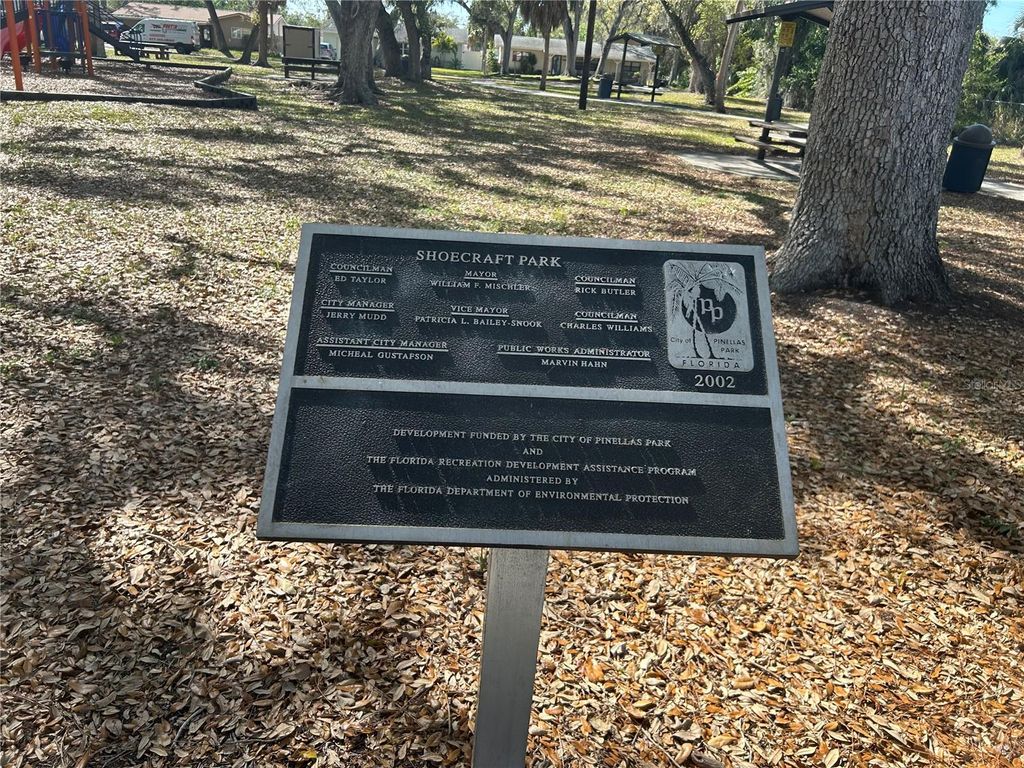 SHOECRAFT PARK
COUNCILMAN
ED TAYLOR
MAYOR
WILLIAM F. MISCHLER
COUNCILMAN
RICK BUTLER
CITY MANAGER
JERRY MUDD
VICE MAYOR
PATRICIA L. BAILEY-SNOOK
COUNCILMAN
CHARLES WILLIAMS
ASSISTANT CITY MANAGER
MICHEAL GUSTAFSON
PUBLIC WORKS ADMINISTRATOR
MARVIN HAHN
PP
City of PINELLAS
PARK
FLORIDA
2002
DEVELOPMENT FUNDED BY THE CITY OF PINELLAS PARK
AND
THE FLORIDA RECREATION DEVELOPMENT ASSISTANCE PROGRAM
ADMINISTERED BY
THE FLORIDA DEPARTMENT OF ENVIRONMENTAL PROTECTION